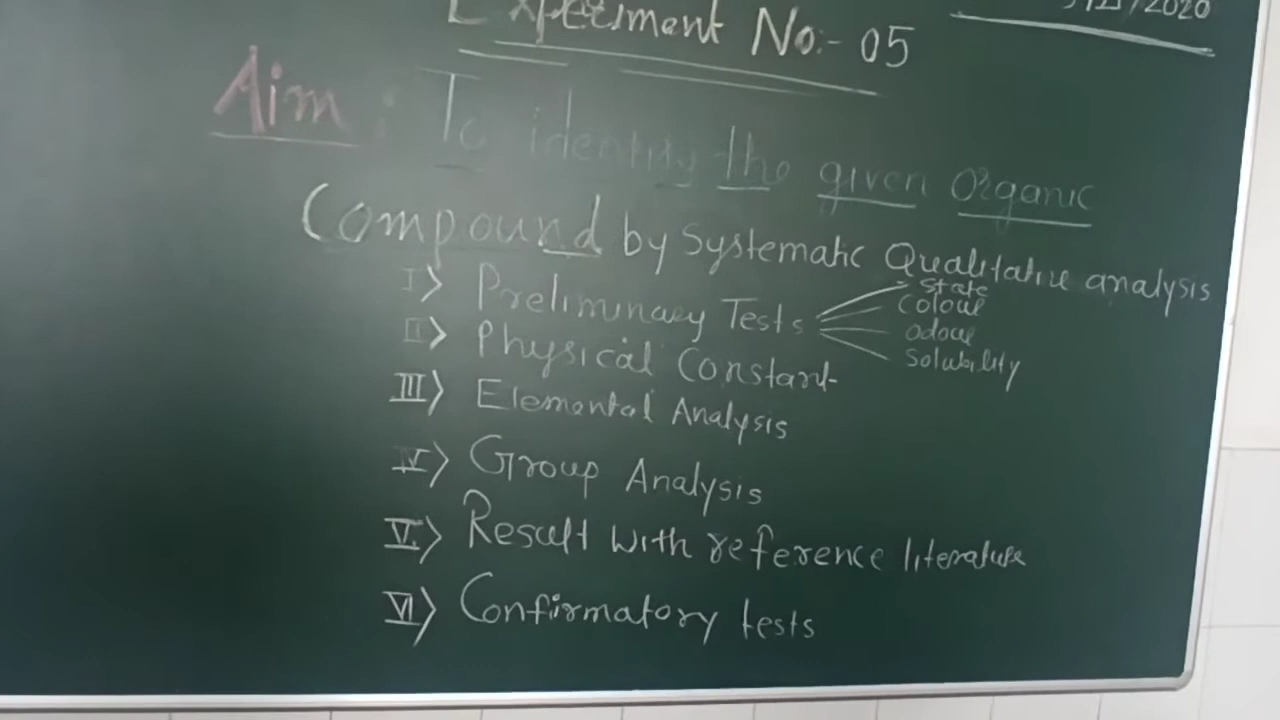 Experiment No:- 05
Aim : To identify the given Organic
Compound by Systematic Qualitative analysis
I) Preliminary Tests
State
Colour
Odour
Solubility
II) Physical Constant
III) Elemental Analysis
IV) Group Analysis
V) Result with reference literature
VI) Confirmatory tests